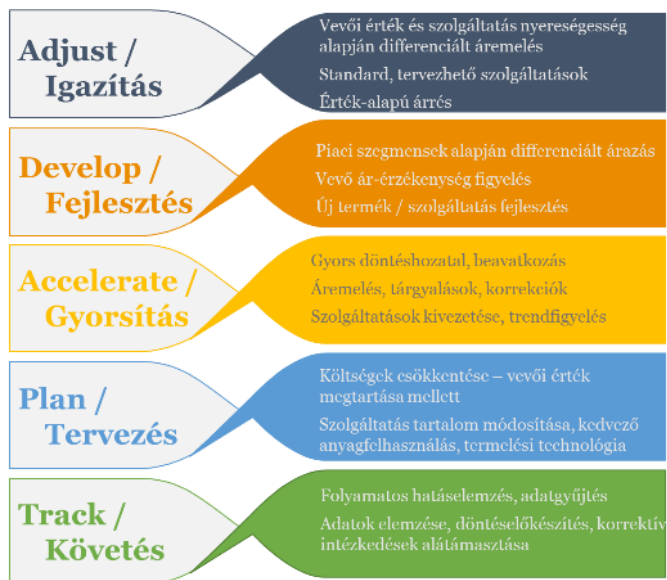 Adjust /
Igazítás
Vevői érték és szolgáltatás nyereségesség
alapján differenciált áremelés
Standard, tervezhető szolgáltatások
Érték-alapú árrés
Develop /
Fejlesztés
Piaci szegmensek alapján differenciált árazás
Vevő ár-érzékenység figyelés
Új termék / szolgáltatás fejlesztés
Accelerate /
Gyorsítás
Gyors döntéshozatal, beavatkozás
Áremelés, tárgyalások, korrekciók
Szolgáltatások kivezetése, trendfigyelés
Plan /
Tervezés
Költségek csökkentése – vevői érték
megtartása mellett
Szolgáltatás tartalom módosítása, kedvező
anyagfelhasználás, termelési technológia
Track /
Követés
Folyamatos hatáselemzés, adatgyűjtés
Adatok elemzése, döntéselőkészítés, korrektív
intézkedések alátámasztása